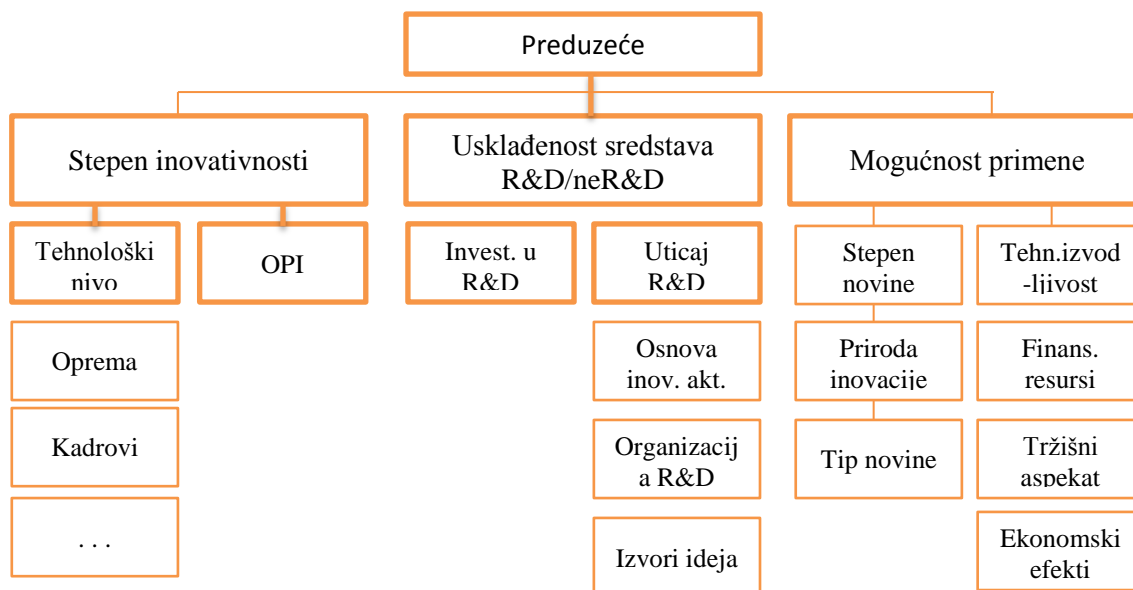 Preduzeće
Stepen inovativnosti
Usklađenost sredstava
R&D/neR&D
Mogućnost primene
Tehnološki
nivo
OPI
Invest. u
R&D
Uticaj
R&D
Stepen
novine
Tehn.izvod
-ljivost
Oprema
Osnova
inov. akt.
Priroda
inovacije
Finans.
resursi
Kadrovi
Organizacij
a R&D
Tip novine
Tržišni
aspekat
. . .
Izvori ideja
Ekonomski
efekti